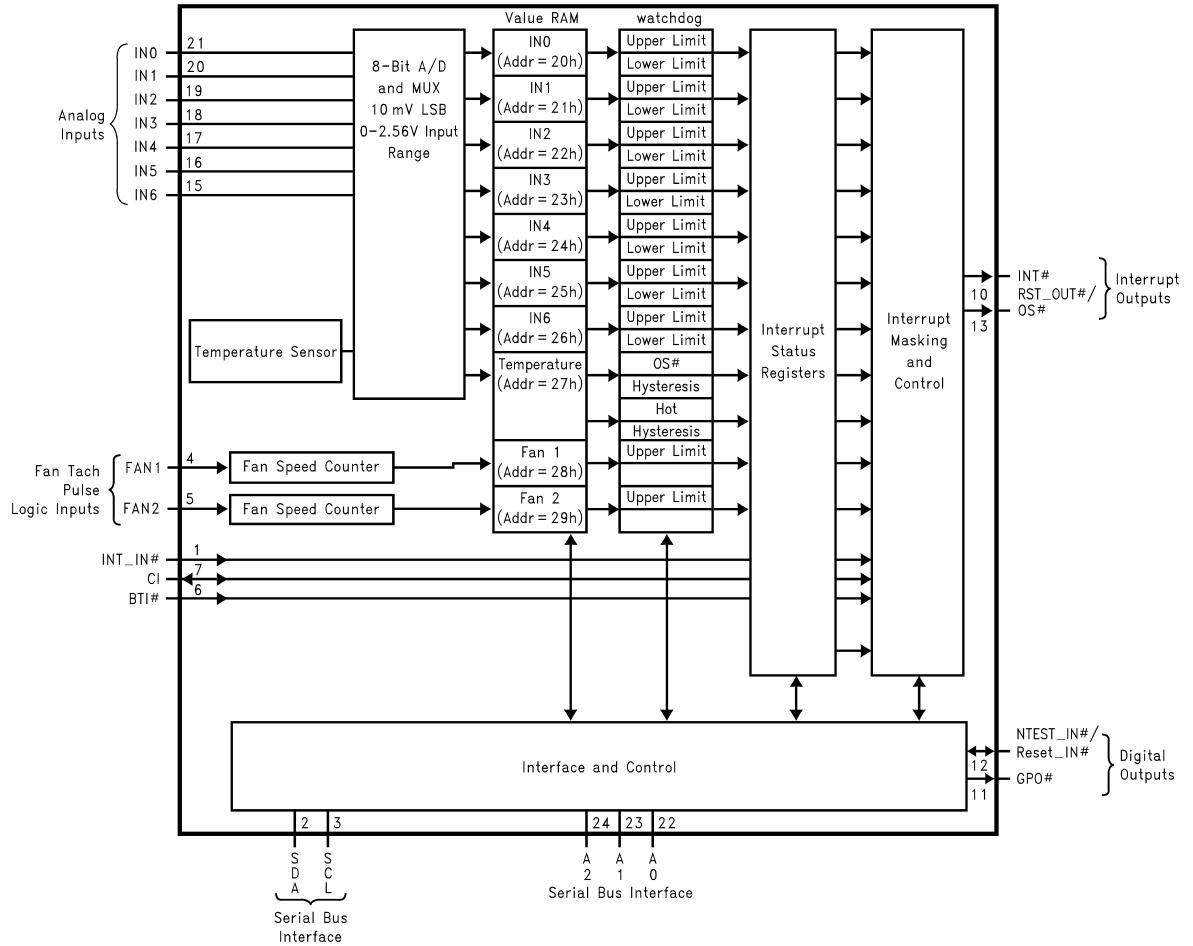 Value RAM
watchdog
Analog
Inputs
IN0
21
IN1
20
IN2
19
IN3
18
IN4
17
IN5
16
IN6
15
8-Bit A/D
and MUX
10 mV LSB
0-2.56V Input
Range
Temperature Sensor
IN0
(Addr = 20h)
IN1
(Addr = 21h)
IN2
(Addr = 22h)
IN3
(Addr = 23h)
IN4
(Addr = 24h)
IN5
(Addr = 25h)
IN6
(Addr = 26h)
Temperature
(Addr = 27h)
Fan 1
(Addr = 28h)
Fan 2
(Addr = 29h)
Upper Limit
Lower Limit
Upper Limit
Lower Limit
Upper Limit
Lower Limit
Upper Limit
Lower Limit
Upper Limit
Lower Limit
Upper Limit
Lower Limit
Upper Limit
Lower Limit
OS#
Hysteresis
Hot
Hysteresis
Upper Limit
Upper Limit
Interrupt
Status
Registers
Interrupt
Masking
and
Control
INT#
10
RST_OUT#/
OS#
13
Interrupt
Outputs
Fan Tach
Pulse
Logic Inputs
FAN1
4
Fan Speed Counter
FAN2
5
Fan Speed Counter
INT_IN#
1
CI
7
BTI#
6
Interface and Control
NTEST_IN#/
Reset_IN#
12
GPO#
11
Digital
Outputs
2
3
24
23
22
SDA
SCL
A2
A1
A0
Serial Bus Interface
Serial Bus
Interface